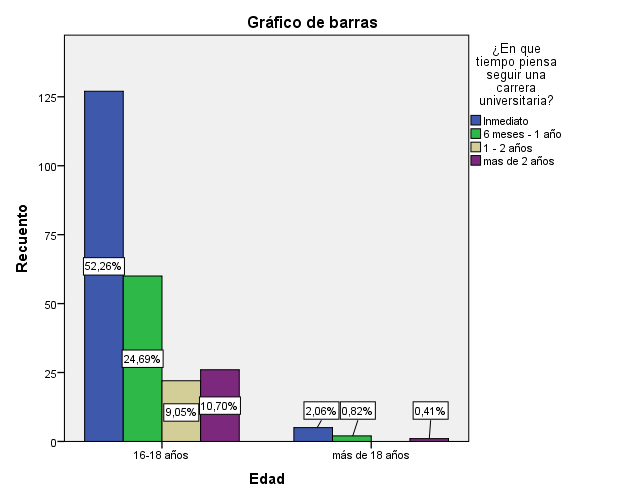 Gráfico de barras
¿En que
tiempo piensa
seguir una
carrera
universitaria?
Inmediato
6 meses - 1 año
1 - 2 años
mas de 2 años
Recuento
125
100
75
50
25
0
52,26%
24,69%
9,05%
10,70%
2,06%
0,82%
0,41%
16-18 años
más de 18 años
Edad